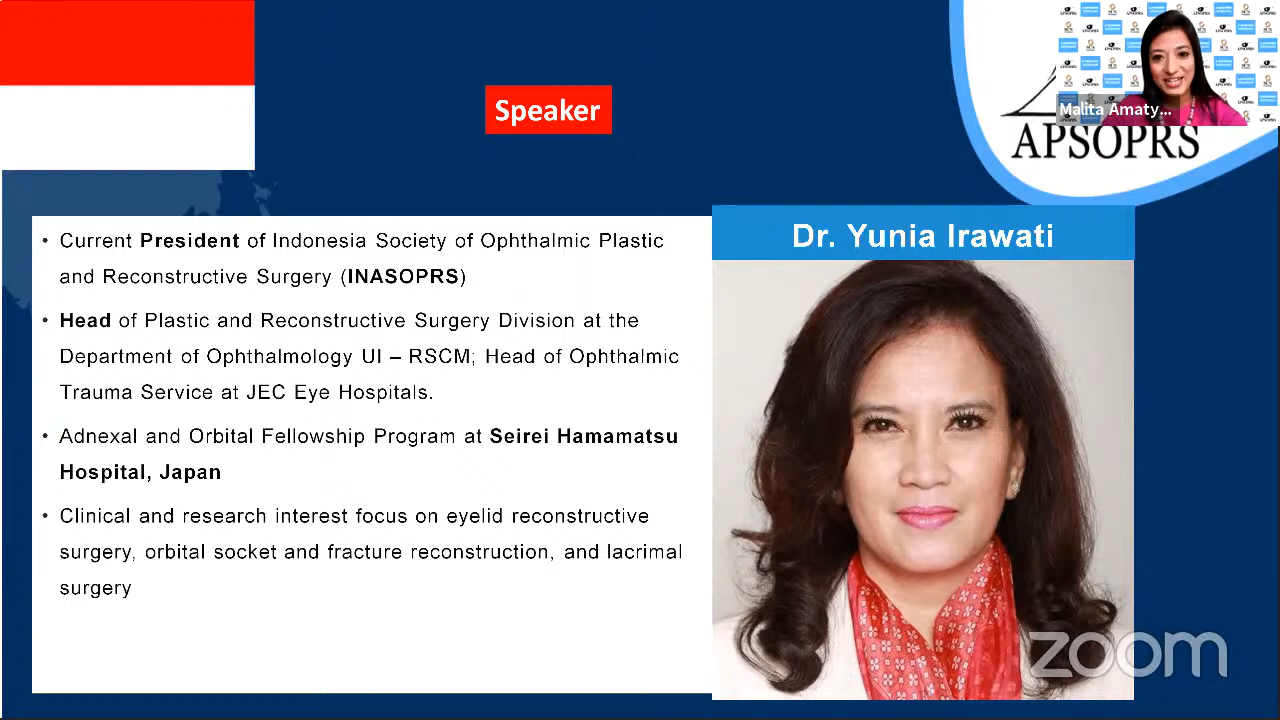 Speaker
Malita Amaty...
APSOPRS
Dr. Yunia Irawati
• Current President of Indonesia Society of Ophthalmic Plastic
and Reconstructive Surgery (INASOPRS)
• Head of Plastic and Reconstructive Surgery Division at the
Department of Ophthalmology UI – RSCM; Head of Ophthalmic
Trauma Service at JEC Eye Hospitals.
• Adnexal and Orbital Fellowship Program at Seirei Hamamatsu
Hospital, Japan
• Clinical and research interest focus on eyelid reconstructive
surgery, orbital socket and fracture reconstruction, and lacrimal
surgery
zoom